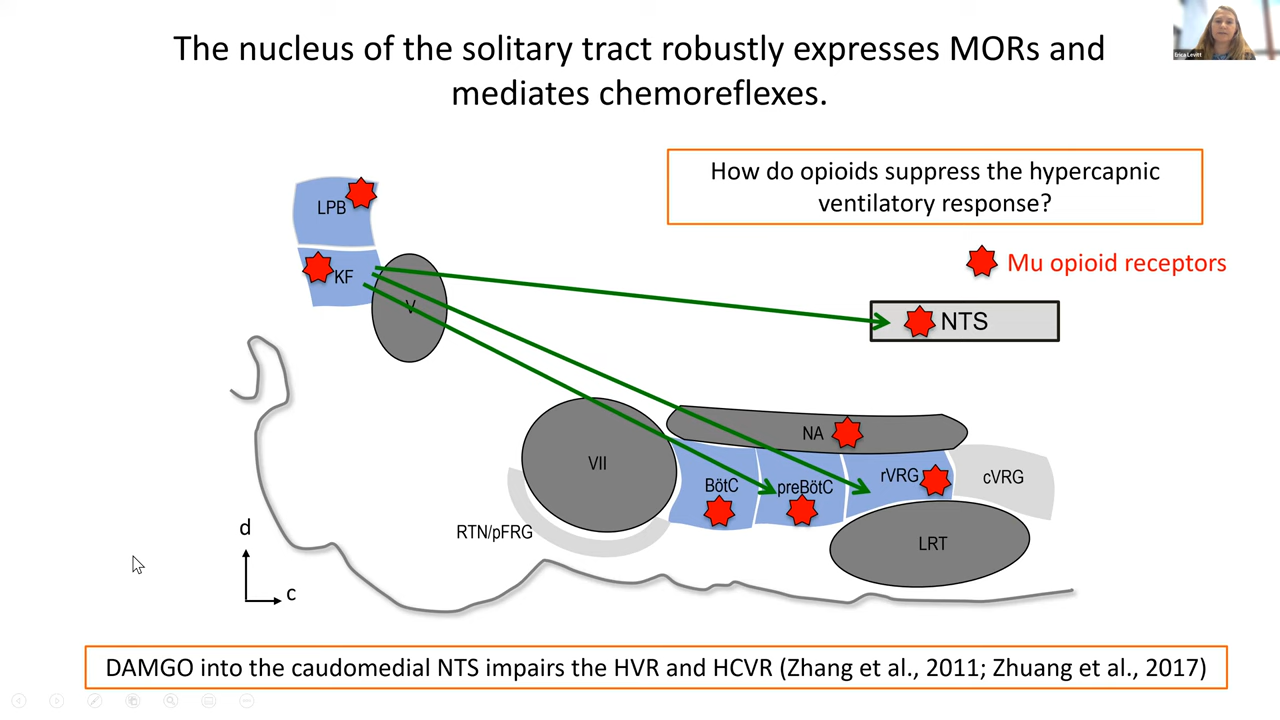 The nucleus of the solitary tract robustly expresses MORs and
mediates chemoreflexes.
Erica Levitt
How do opioids suppress the hypercapnic
ventilatory response?
Mu opioid receptors
LPB
KF
V
NTS
NA
VII
BötC
preBötC
rVRG
cVRG
RTN/pFRG
LRT
d
c
DAMGO into the caudomedial NTS impairs the HVR and HCVR (Zhang et al., 2011; Zhuang et al., 2017)